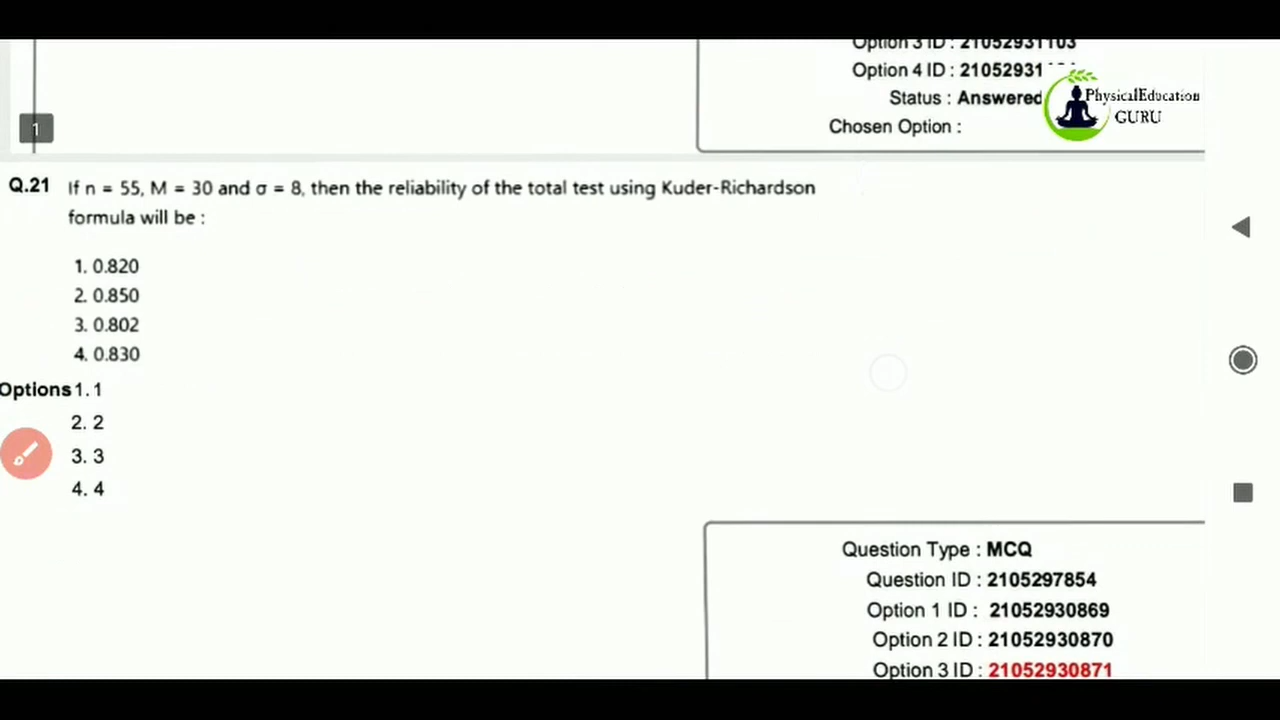 Option 3 ID : 21052931103
Option 4 ID : 21052931
Status : Answered
Chosen Option :
PhysicalEducation
GURU
1
Q.21 If n = 55, M = 30 and σ = 8, then the reliability of the total test using Kuder-Richardson
formula will be :
1. 0.820
2. 0.850
3. 0.802
4. 0.830
Options 1. 1
2. 2
3. 3
4. 4
Question Type : MCQ
Question ID : 2105297854
Option 1 ID : 21052930869
Option 2 ID : 21052930870
Option 3 ID : 21052930871